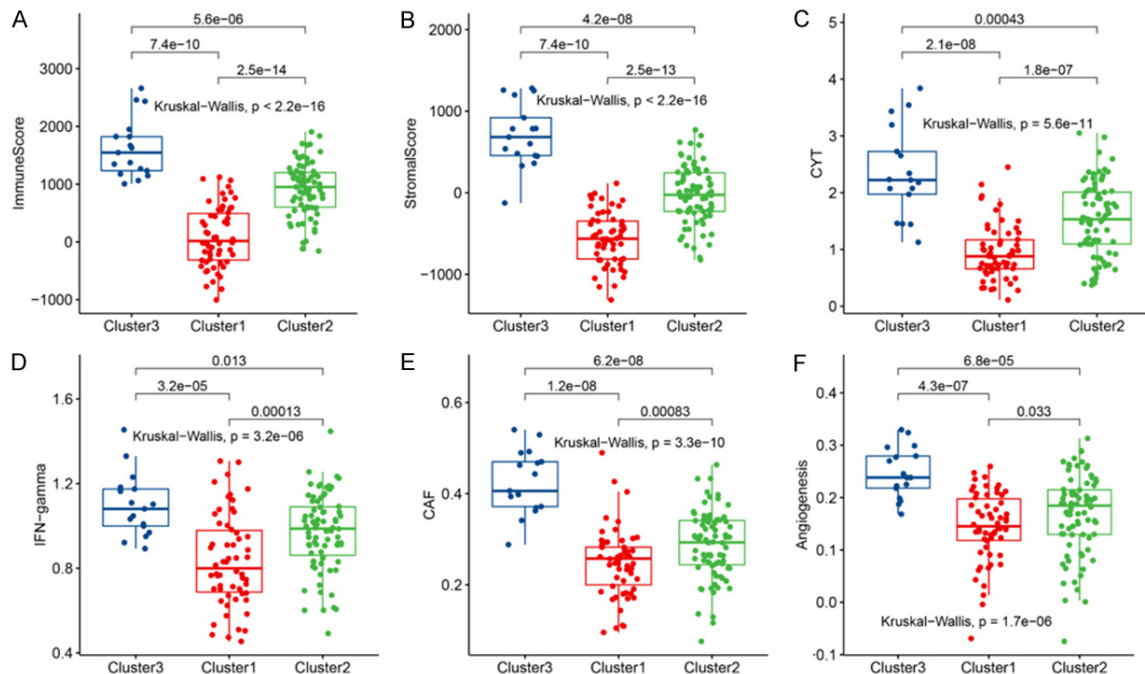 A
5.6e-06
7.4e-10
2.5e-14
Kruskal-Wallis, p < 2.2e-16
ImmuneScore
3000
2000
1000
0
−1000
Cluster3 Cluster1 Cluster2
B
4.2e-08
7.4e-10
2.5e-13
Kruskal-Wallis, p < 2.2e-16
StromalScore
1000
0
−1000
Cluster3 Cluster1 Cluster2
C
0.00043
2.1e-08
1.8e-07
Kruskal-Wallis, p = 5.6e-11
CYT
5
4
3
2
1
0
Cluster3 Cluster1 Cluster2
D
0.013
3.2e-05
0.00013
Kruskal-Wallis, p = 3.2e-06
IFN-gamma
1.6
1.2
0.8
0.4
Cluster3 Cluster1 Cluster2
E
6.2e-08
1.2e-08
0.00083
Kruskal-Wallis, p = 3.3e-10
CAF
0.6
0.4
0.2
Cluster3 Cluster1 Cluster2
F
6.8e-05
4.3e-07
0.033
Kruskal-Wallis, p = 1.7e-06
Angiogenesis
0.4
0.3
0.2
0.1
0.0
-0.1
Cluster3 Cluster1 Cluster2